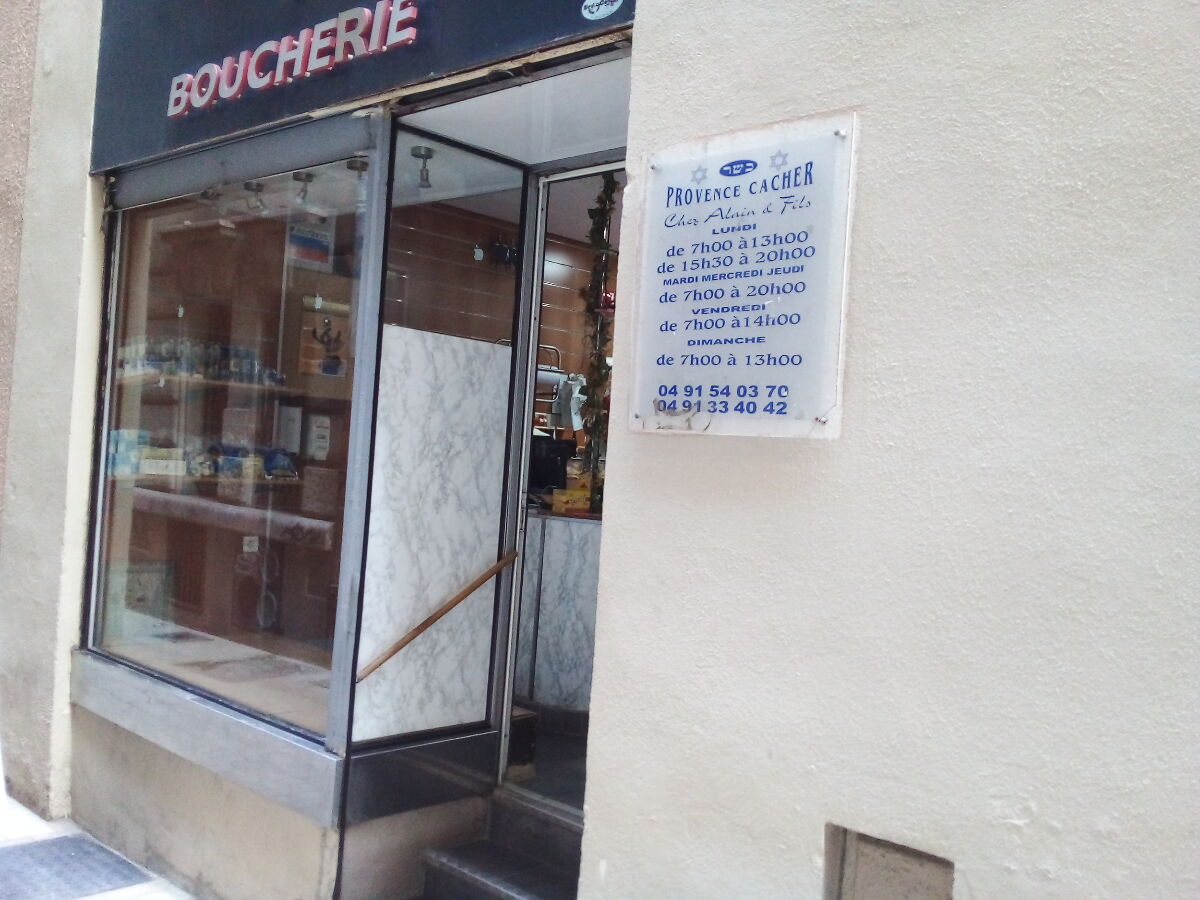 BOUCHERIE
כשר
PROVENCE CACHER
Chez Alain & Fils
LUNDI
de 7h00 à13h00
de 15h30 à 20h00
MARDI MERCREDI JEUDI
de 7h00 à 20h00
VENDREDI
de 7h00 à14h00
DIMANCHE
de 7h00 à 13h00
04 91 54 03 70
04 91 33 40 42